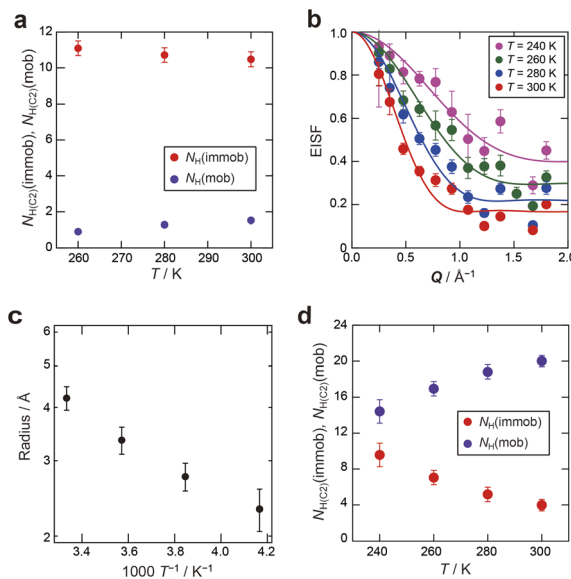 a
N_H(C2)(immob), N_H(C2)(mob)
12
10
8
6
4
2
0
N_H(immob)
N_H(mob)
260
280
300
T / K
b
EISF
1.0
0.8
0.6
0.4
0.2
0
T = 240 K
T = 260 K
T = 280 K
T = 300 K
0.0
0.5
1.0
1.5
2.0
Q / Å⁻¹
c
Radius / Å
5
4
3
2
3.4
3.6
3.8
4.0
4.2
1000 T⁻¹ / K⁻¹
d
N_H(C2)(immob), N_H(C2)(mob)
24
20
16
12
8
4
0
N_H(immob)
N_H(mob)
240
260
280
300
T / K